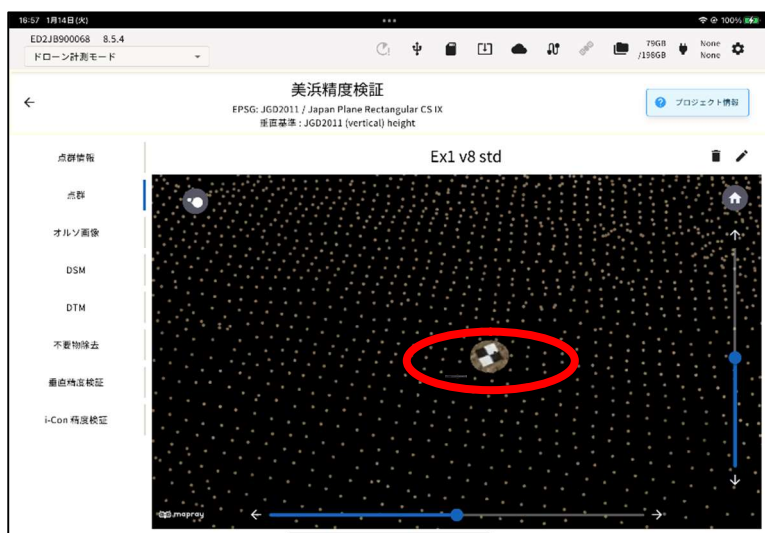 16:57 1月14日(火)
100%
ED2JB900068 8.5.4
ドローン計測モード
79GB
/198GB
None
None
美浜精度検証
EPSG: JGD2011 / Japan Plane Rectangular CS IX
垂直基準 : JGD2011 (vertical) height
プロジェクト情報
点群情報
Ex1 v8 std
点群
オルソ画像
DSM
DTM
不要物除去
垂直精度検証
i-Con 精度検証
mapray